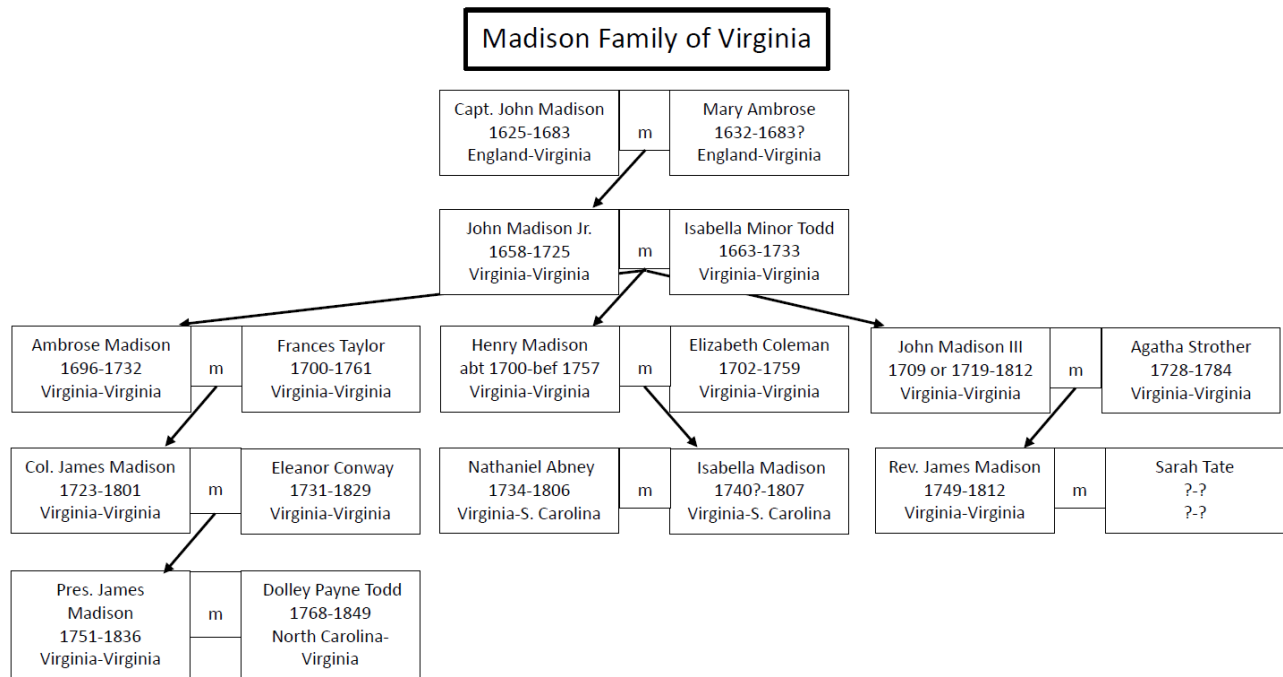 Madison Family of Virginia
Capt. John Madison
1625-1683
England-Virginia
m
Mary Ambrose
1632-1683?
England-Virginia
John Madison Jr.
1658-1725
Virginia-Virginia
m
Isabella Minor Todd
1663-1733
Virginia-Virginia
Ambrose Madison
1696-1732
Virginia-Virginia
m
Frances Taylor
1700-1761
Virginia-Virginia
Henry Madison
abt 1700-bef 1757
Virginia-Virginia
m
Elizabeth Coleman
1702-1759
Virginia-Virginia
John Madison III
1709 or 1719-1812
Virginia-Virginia
m
Agatha Strother
1728-1784
Virginia-Virginia
Col. James Madison
1723-1801
Virginia-Virginia
m
Eleanor Conway
1731-1829
Virginia-Virginia
Nathaniel Abney
1734-1806
Virginia-S. Carolina
m
Isabella Madison
1740?-1807
Virginia-S. Carolina
Rev. James Madison
1749-1812
Virginia-Virginia
m
Sarah Tate
?-?
?-?
Pres. James
Madison
1751-1836
Virginia-Virginia
m
Dolley Payne Todd
1768-1849
North Carolina-
Virginia